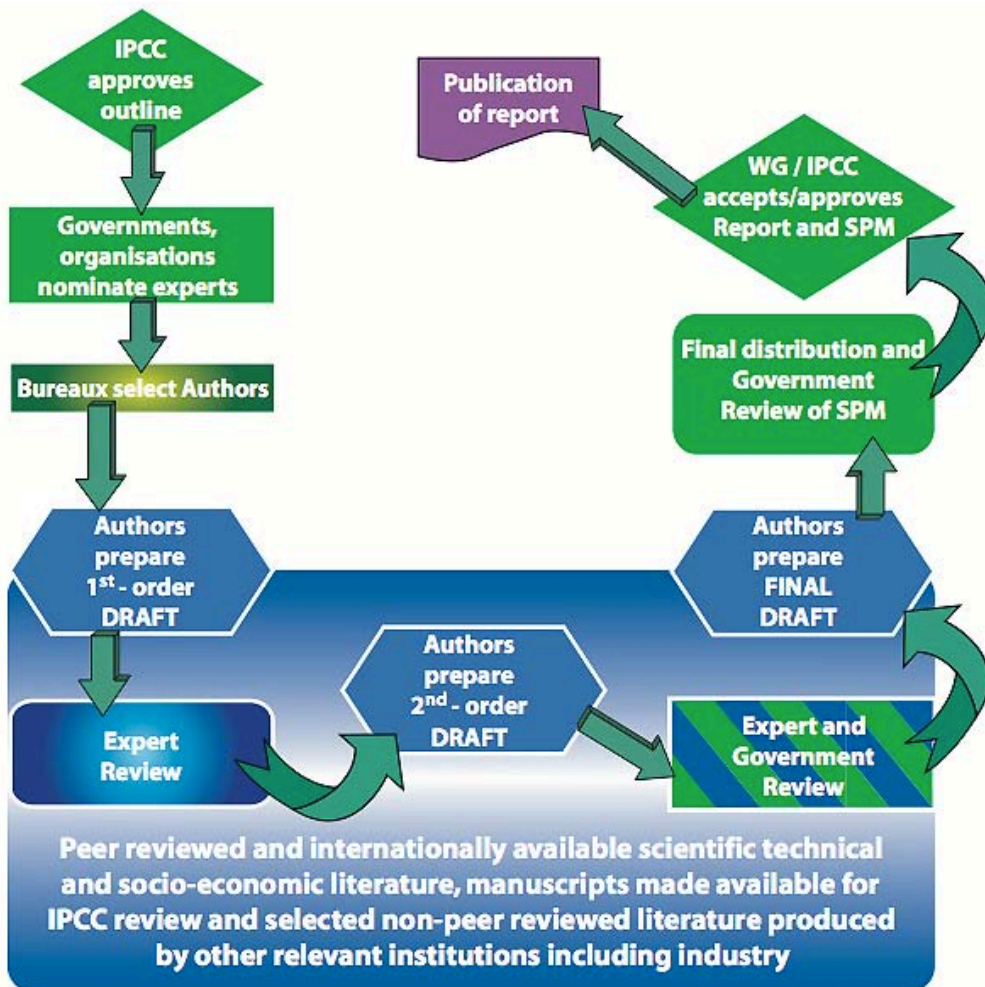 IPCC
approves
outline
Governments,
organisations
nominate experts
Bureaux select Authors
Authors
prepare
1st - order
DRAFT
Expert
Review
Authors
prepare
2nd - order
DRAFT
Expert and
Government
Review
Authors
prepare
FINAL
DRAFT
Final distribution and
Government
Review of SPM
WG / IPCC
accepts/approves
Report and SPM
Publication
of report
Peer reviewed and internationally available scientific technical
and socio-economic literature, manuscripts made available for
IPCC review and selected non-peer reviewed literature produced
by other relevant institutions including industry